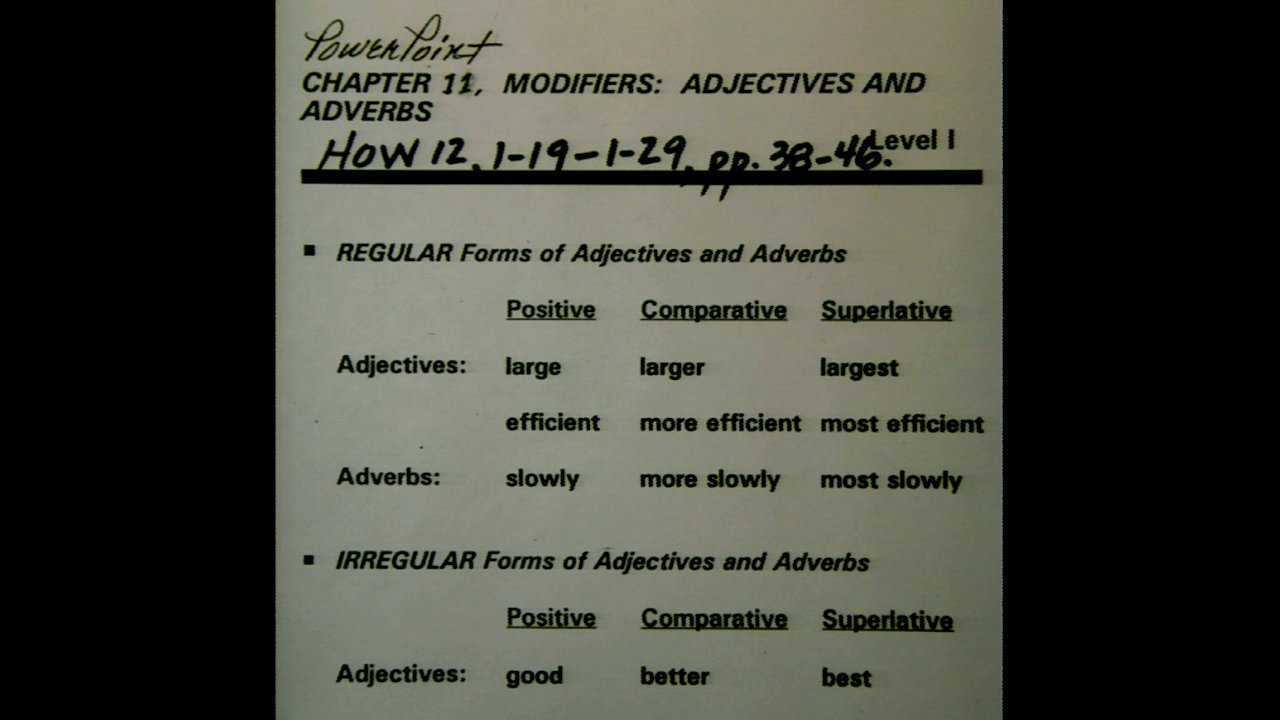 PowerPoint
CHAPTER 11, MODIFIERS: ADJECTIVES AND
ADVERBS
HOW 12, 1-19-1-29, pp. 38-46. Level I
▪ REGULAR Forms of Adjectives and Adverbs
Positive Comparative Superlative
Adjectives: large larger largest
efficient more efficient most efficient
Adverbs: slowly more slowly most slowly
▪ IRREGULAR Forms of Adjectives and Adverbs
Positive Comparative Superlative
Adjectives: good better best